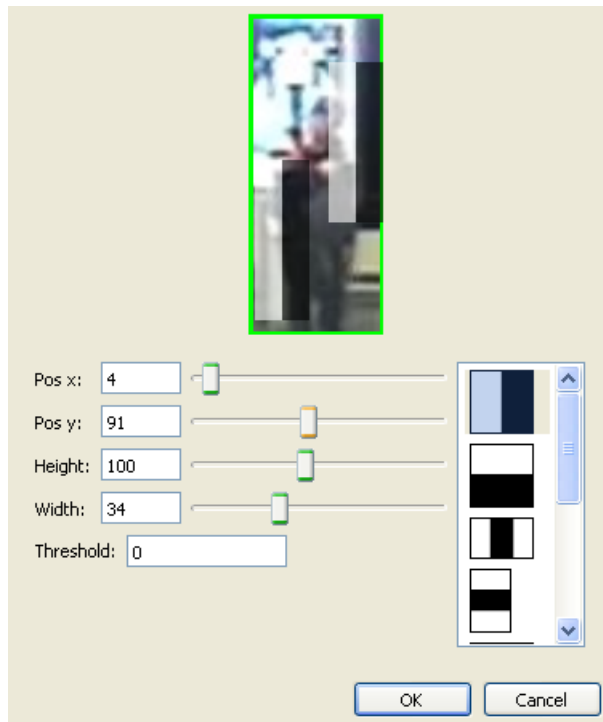 Pos x: 4
Pos y: 91
Height: 100
Width: 34
Threshold: 0
OK Cancel